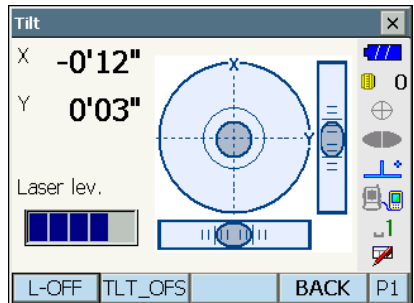 Tilt
X -0'12"
0
Y 0'03"
X
Y
Laser lev.
1
L-OFF TLT_OFS BACK P1